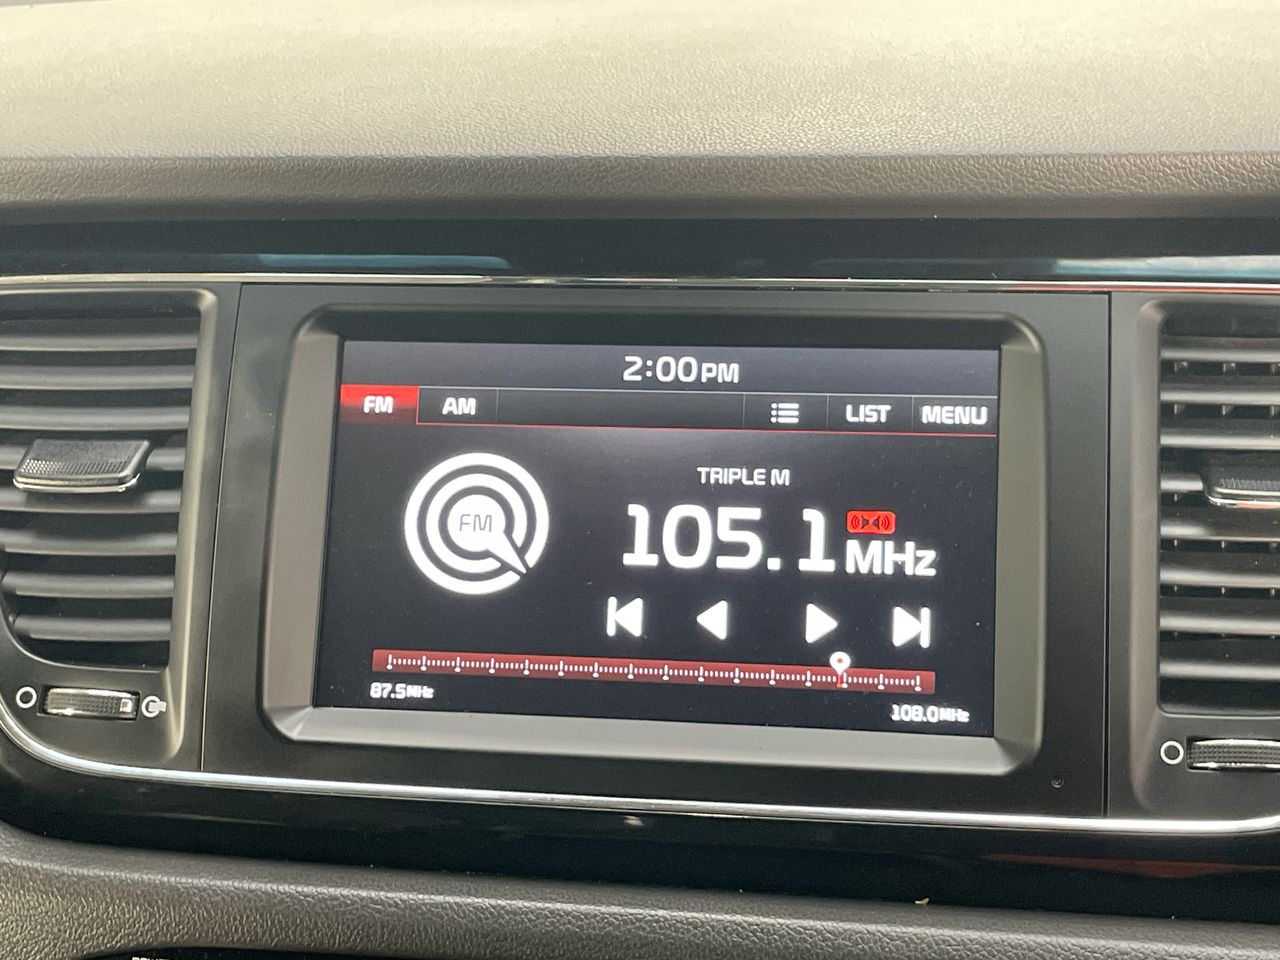 2:00PM
FM AM LIST MENU
TRIPLE M
FM
105.1 MHz
87.5MHz
108.0MHz